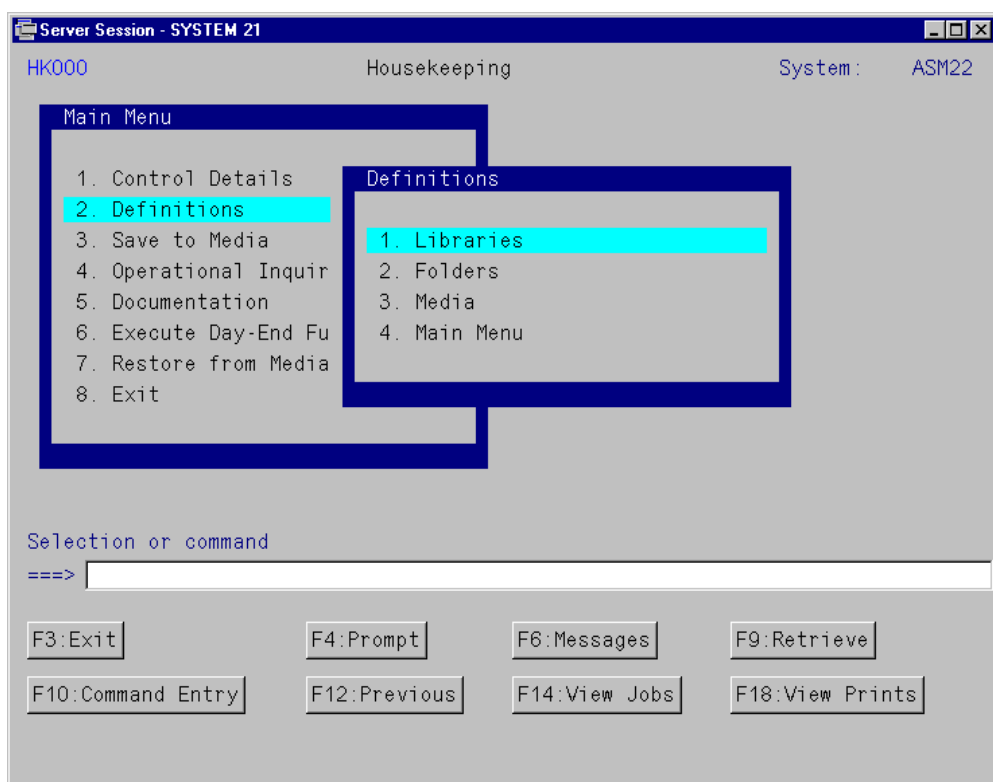 Server Session - SYSTEM 21
HK000 Housekeeping System: ASM22
Main Menu
1. Control Details
2. Definitions
3. Save to Media
4. Operational Inquir
5. Documentation
6. Execute Day-End Fu
7. Restore from Media
8. Exit
Definitions
1. Libraries
2. Folders
3. Media
4. Main Menu
Selection or command
===>
F3:Exit F4:Prompt F6:Messages F9:Retrieve
F10:Command Entry F12:Previous F14:View Jobs F18:View Prints